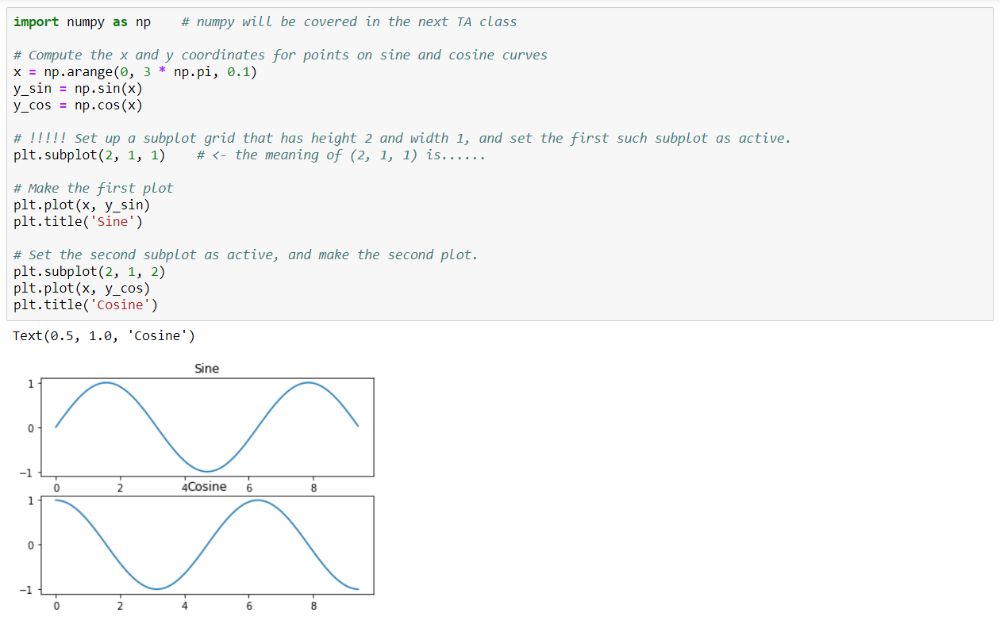 import numpy as np    # numpy will be covered in the next TA class
# Compute the x and y coordinates for points on sine and cosine curves
x = np.arange(0, 3 * np.pi, 0.1)
y_sin = np.sin(x)
y_cos = np.cos(x)
# !!!!! Set up a subplot grid that has height 2 and width 1, and set the first such subplot as active.
plt.subplot(2, 1, 1)    # <- the meaning of (2, 1, 1) is......
# Make the first plot
plt.plot(x, y_sin)
plt.title('Sine')
# Set the second subplot as active, and make the second plot.
plt.subplot(2, 1, 2)
plt.plot(x, y_cos)
plt.title('Cosine')
Text(0.5, 1.0, 'Cosine')
Sine
1
0
−1
0 2 4 6 8
Cosine
1
0
−1
0 2 4 6 8